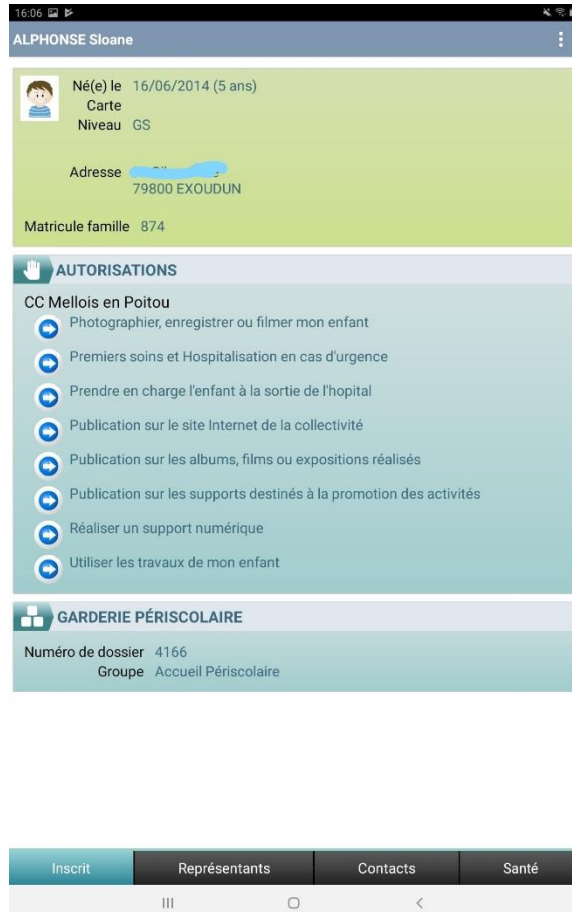 16:06
ALPHONSE Sloane
Né(e) le 16/06/2014 (5 ans)
Carte
Niveau GS
Adresse
79800 EXOUDUN
Matricule famille 874
AUTORISATIONS
CC Mellois en Poitou
Photographier, enregistrer ou filmer mon enfant
Premiers soins et Hospitalisation en cas d'urgence
Prendre en charge l'enfant à la sortie de l'hopital
Publication sur le site Internet de la collectivité
Publication sur les albums, films ou expositions réalisés
Publication sur les supports destinés à la promotion des activités
Réaliser un support numérique
Utiliser les travaux de mon enfant
GARDERIE PÉRISCOLAIRE
Numéro de dossier 4166
Groupe Accueil Périscolaire
Inscrit Représentants Contacts Santé